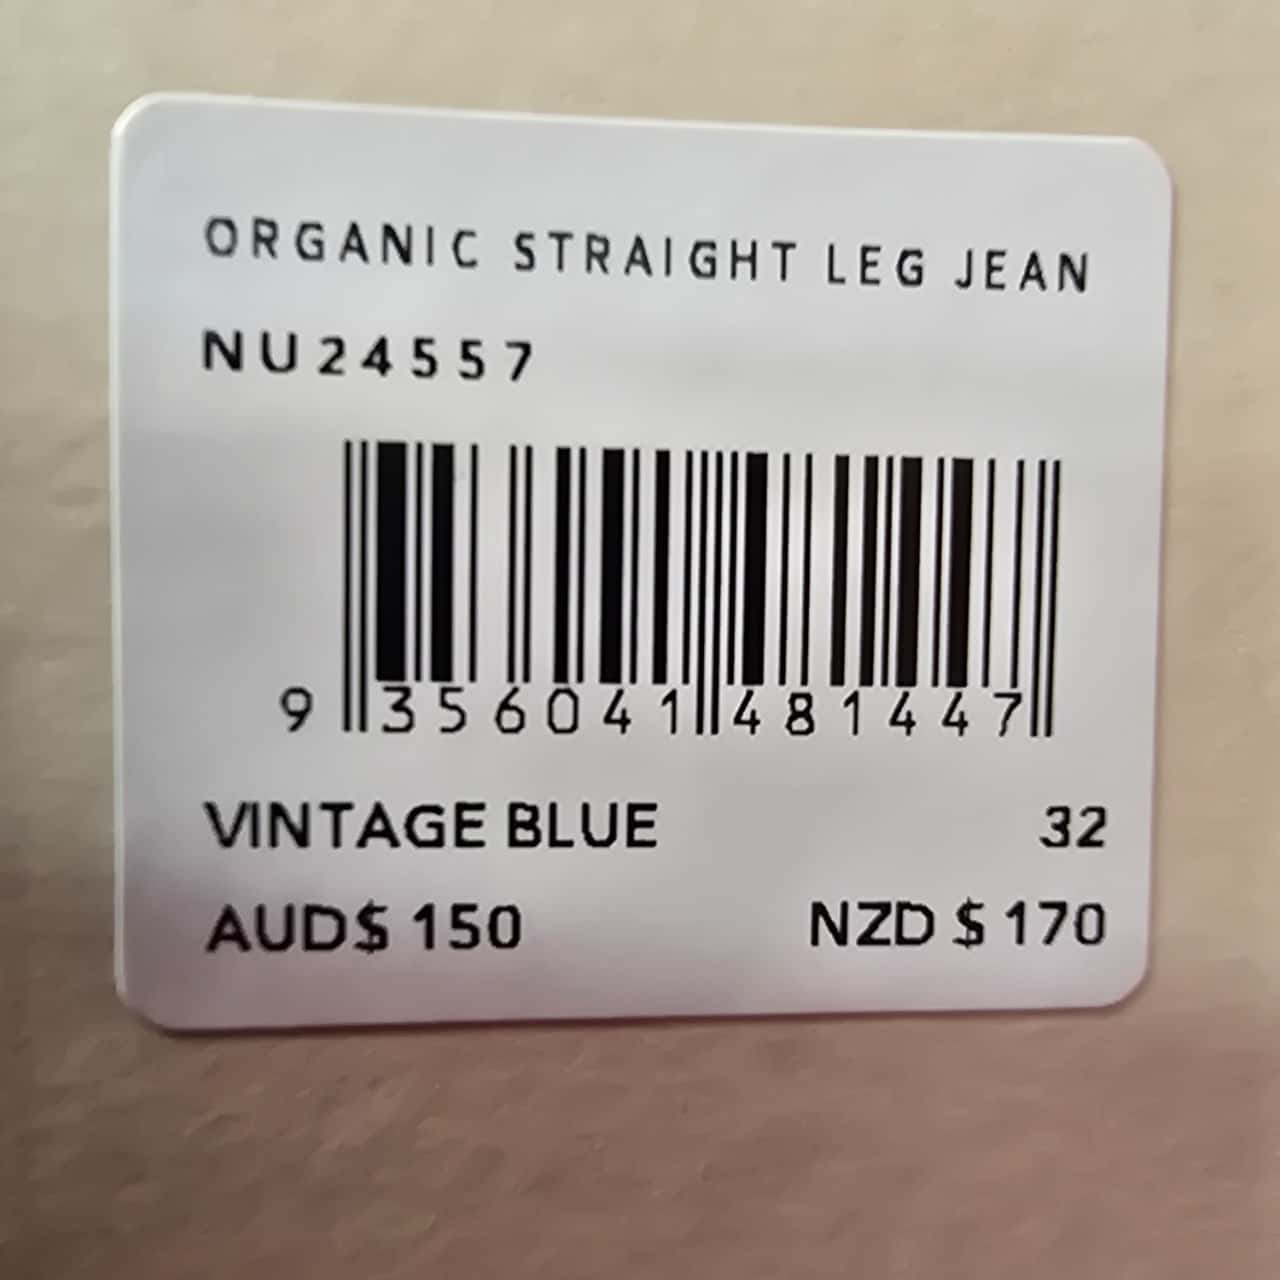 ORGANIC STRAIGHT LEG JEAN
NU24557
9 356041 481447
VINTAGE BLUE 32
AUD$ 150 NZD $ 170